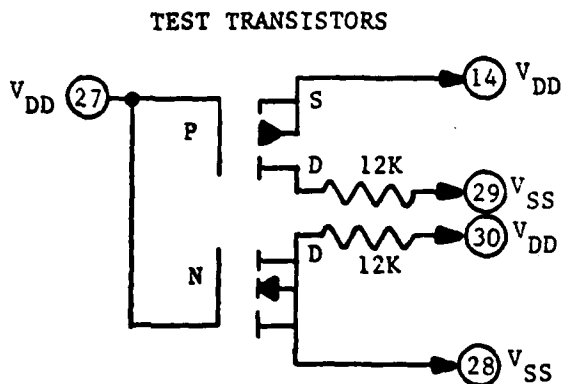 TEST TRANSISTORS
V_DD 27
P
S
14 V_DD
D
12K
29 V_SS
30 V_DD
D
12K
N
28 V_SS